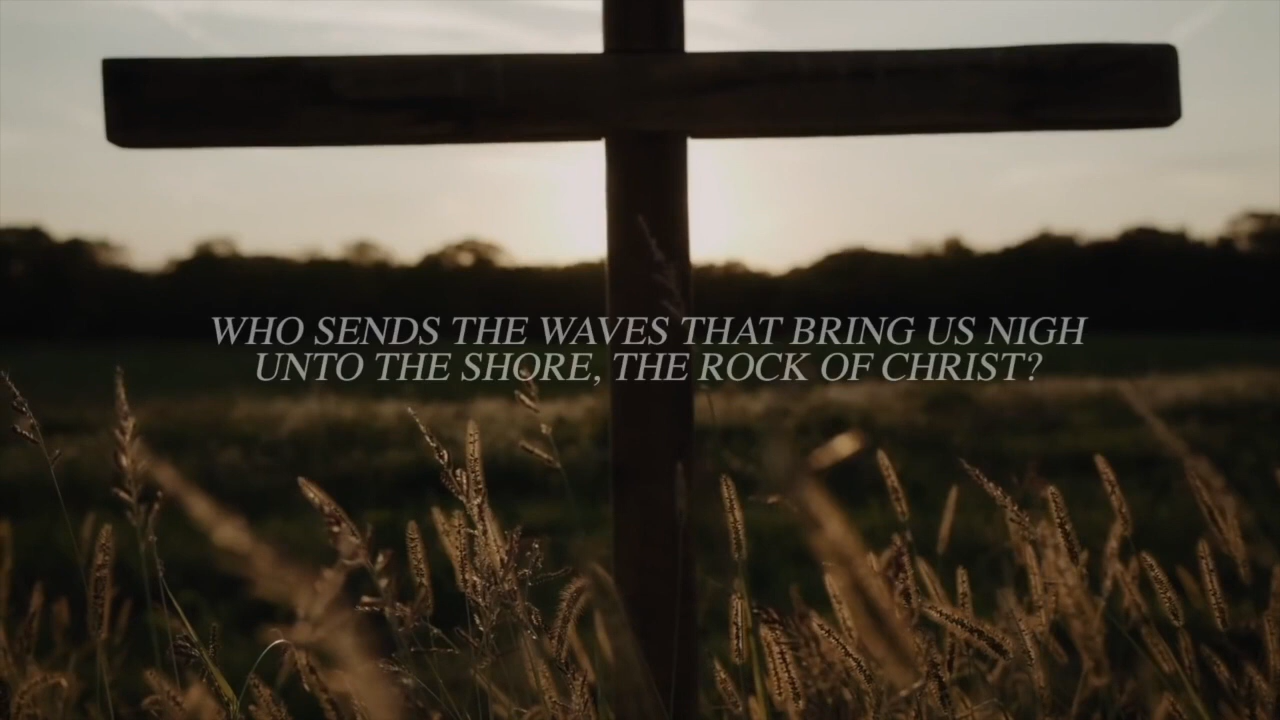 WHO SENDS THE WAVES THAT BRING US NIGH
UNTO THE SHORE, THE ROCK OF CHRIST?